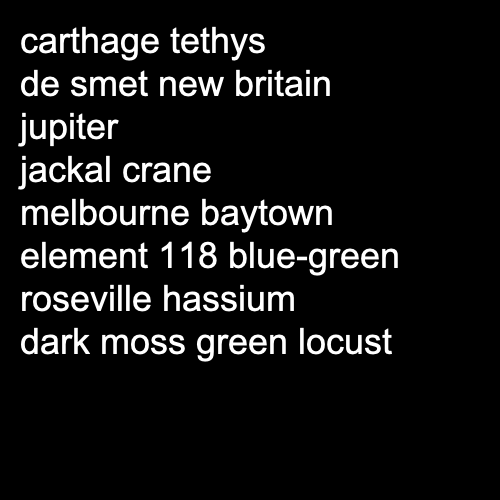 carthage tethys
de smet new britain
jupiter
jackal crane
melbourne baytown
element 118 blue-green
roseville hassium
dark moss green locust